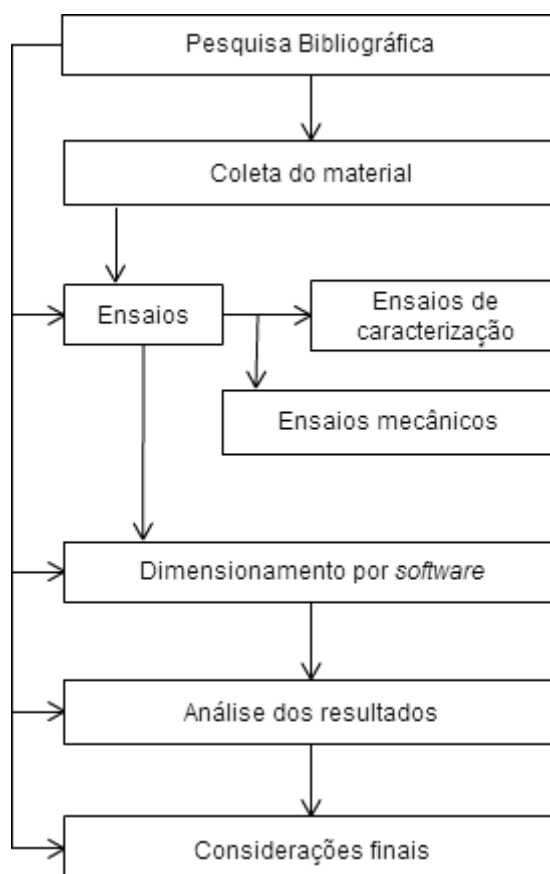 Pesquisa Bibliográfica
Coleta do material
Ensaios
Ensaios de
caracterização
Ensaios mecânicos
Dimensionamento por software
Análise dos resultados
Considerações finais